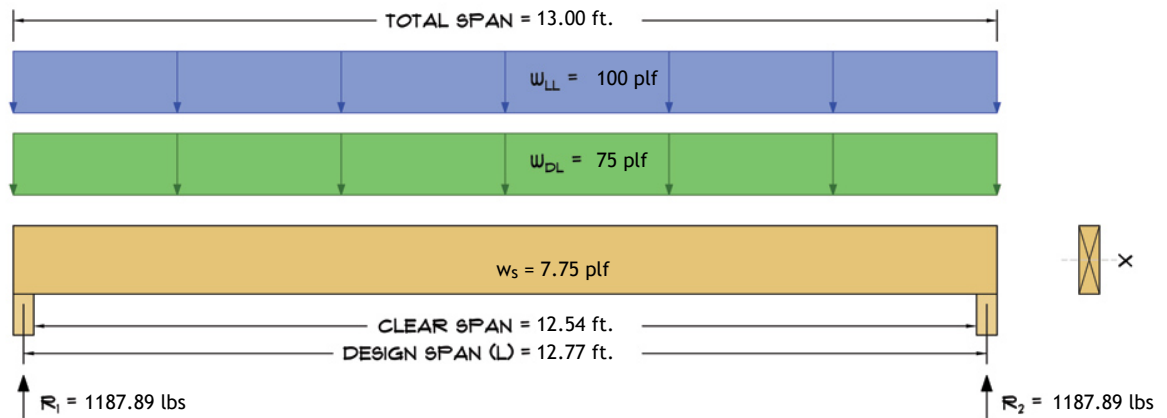 TOTAL SPAN = 13.00 ft.
WLL = 100 plf
WDL = 75 plf
ws = 7.75 plf
X
CLEAR SPAN = 12.54 ft.
DESIGN SPAN (L) = 12.77 ft.
R1 = 1187.89 lbs
R2 = 1187.89 lbs